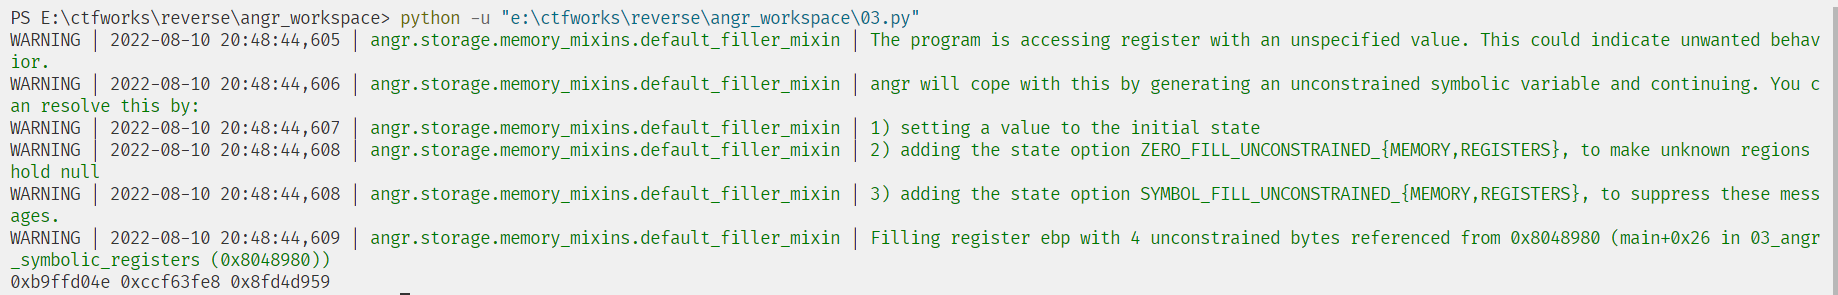 PS E:\ctfworks\reverse\angr_workspace> python -u "e:\ctfworks\reverse\angr_workspace\03.py"
WARNING | 2022-08-10 20:48:44,605 | angr.storage.memory_mixins.default_filler_mixin | The program is accessing register with an unspecified value. This could indicate unwanted behav
ior.
WARNING | 2022-08-10 20:48:44,606 | angr.storage.memory_mixins.default_filler_mixin | angr will cope with this by generating an unconstrained symbolic variable and continuing. You c
an resolve this by:
WARNING | 2022-08-10 20:48:44,607 | angr.storage.memory_mixins.default_filler_mixin | 1) setting a value to the initial state
WARNING | 2022-08-10 20:48:44,608 | angr.storage.memory_mixins.default_filler_mixin | 2) adding the state option ZERO_FILL_UNCONSTRAINED_{MEMORY,REGISTERS}, to make unknown regions
hold null
WARNING | 2022-08-10 20:48:44,608 | angr.storage.memory_mixins.default_filler_mixin | 3) adding the state option SYMBOL_FILL_UNCONSTRAINED_{MEMORY,REGISTERS}, to suppress these mess
ages.
WARNING | 2022-08-10 20:48:44,609 | angr.storage.memory_mixins.default_filler_mixin | Filling register ebp with 4 unconstrained bytes referenced from 0x8048980 (main+0x26 in 03_angr
_symbolic_registers (0x8048980))
0xb9ffd04e 0xccf63fe8 0x8fd4d959